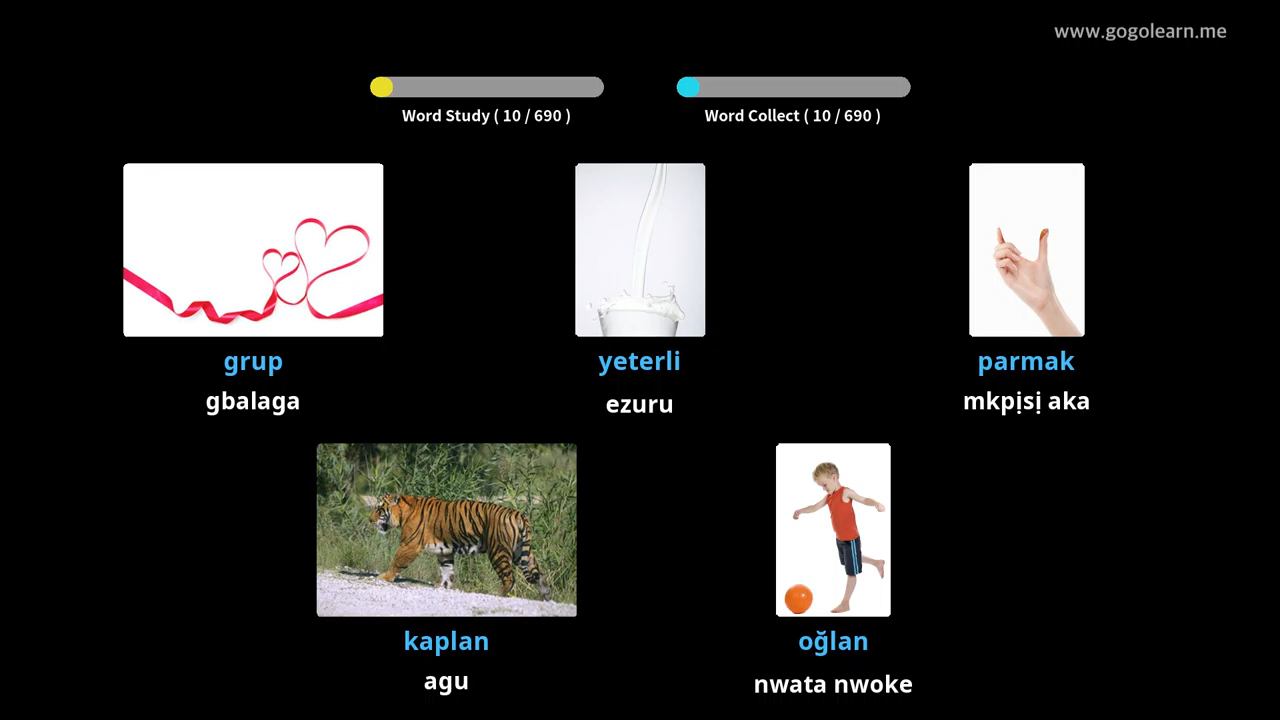 www.gogolearn.me
Word Study ( 10 / 690 )
Word Collect ( 10 / 690 )
grup
gbalaga
yeterli
ezuru
parmak
mkpịsị aka
kaplan
agu
oğlan
nwata nwoke